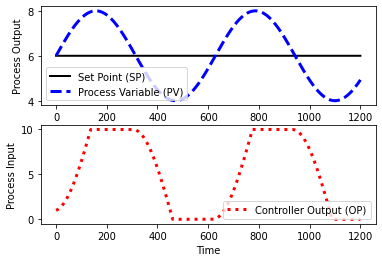 8
6
4
Process Output
Set Point (SP)
Process Variable (PV)
0 200 400 600 800 1000 1200
10
5
0
Process Input
Controller Output (OP)
0 200 400 600 800 1000 1200
Time